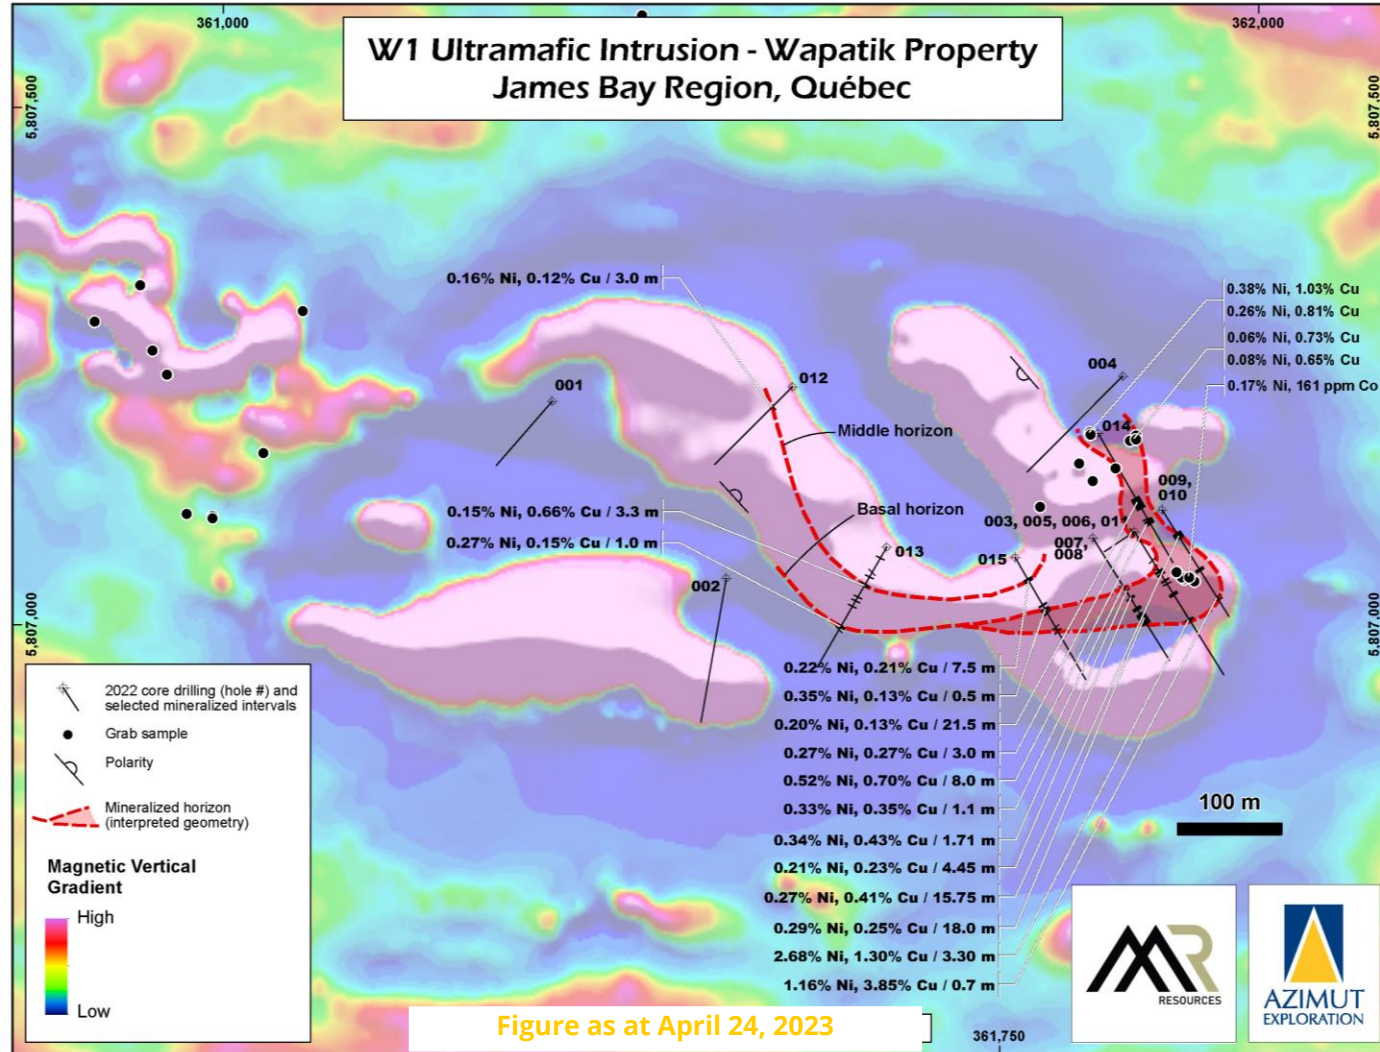 361,000
362,000
W1 Ultramafic Intrusion - Wapatik Property
James Bay Region, Québec
5,807,500
5,807,500
0.16% Ni, 0.12% Cu / 3.0 m
0.38% Ni, 1.03% Cu
0.26% Ni, 0.81% Cu
0.06% Ni, 0.73% Cu
0.08% Ni, 0.65% Cu
0.17% Ni, 161 ppm Co
001
012
004
Middle horizon
014
009,
010
Basal horizon
0.15% Ni, 0.66% Cu / 3.3 m
0.27% Ni, 0.15% Cu / 1.0 m
003, 005, 006, 01
007,
008
013
015
002
5,807,000
5,807,000
0.22% Ni, 0.21% Cu / 7.5 m
0.35% Ni, 0.13% Cu / 0.5 m
0.20% Ni, 0.13% Cu / 21.5 m
0.27% Ni, 0.27% Cu / 3.0 m
0.52% Ni, 0.70% Cu / 8.0 m
0.33% Ni, 0.35% Cu / 1.1 m
0.34% Ni, 0.43% Cu / 1.71 m
0.21% Ni, 0.23% Cu / 4.45 m
0.27% Ni, 0.41% Cu / 15.75 m
0.29% Ni, 0.25% Cu / 18.0 m
2.68% Ni, 1.30% Cu / 3.30 m
1.16% Ni, 3.85% Cu / 0.7 m
100 m
2022 core drilling (hole #) and
selected mineralized intervals
Grab sample
Polarity
Mineralized horizon
(interpreted geometry)
Magnetic Vertical
Gradient
High
Low
MR
RESOURCES
AZIMUT
EXPLORATION
Figure as at April 24, 2023
361,750